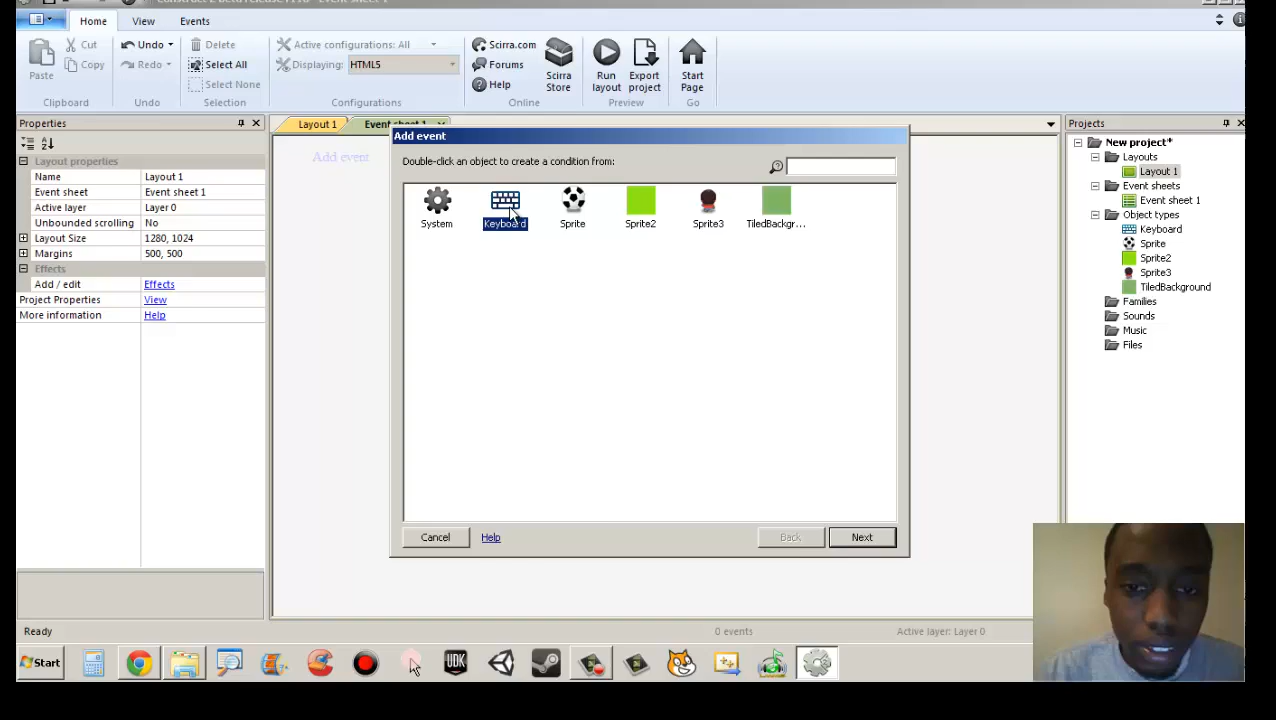 Home
View
Events
Cut
Copy
Paste
Clipboard
Undo
Redo
Undo
Delete
Select All
Select None
Selection
Active configurations: All
Displaying:
HTML5
Configurations
Scirra.com
Forums
Help
Scirra Store
Online
Run layout
Export project
Preview
Start Page
Go
Properties
Layout properties
Name
Layout 1
Event sheet
Event sheet 1
Active layer
Layer 0
Unbounded scrolling
No
Layout Size
1280, 1024
Margins
500, 500
Effects
Add / edit
Effects
Project Properties
View
More information
Help
Layout 1
Event sheet 1
Add event
Add event
Double-click an object to create a condition from:
System
Keyboard
Sprite
Sprite2
Sprite3
TiledBackgr...
Cancel
Help
Back
Next
Projects
New project*
Layouts
Layout 1
Event sheets
Event sheet 1
Object types
Keyboard
Sprite
Sprite2
Sprite3
TiledBackground
Families
Sounds
Music
Files
Ready
0 events
Active layer: Layer 0
Start
UDK